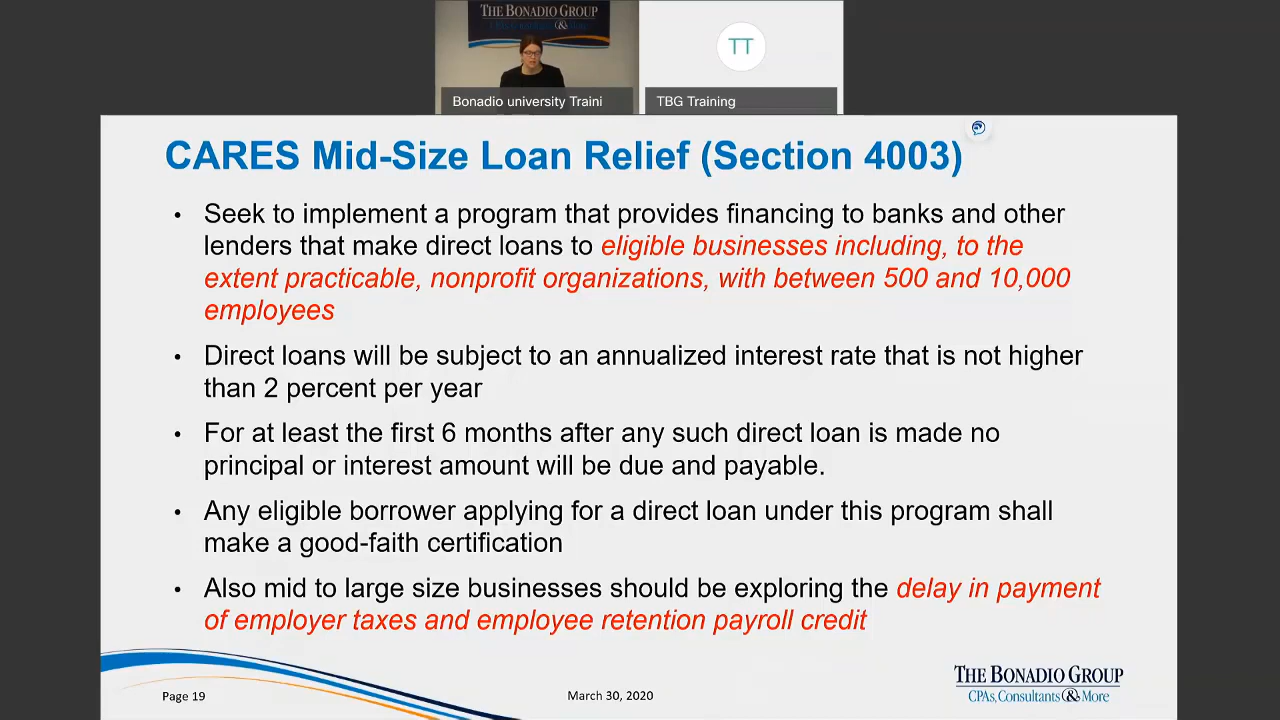 THE BONADIO GROUP
CPAs, Consultants & More
Bonadio university Traini
TT
TBG Training
CARES Mid-Size Loan Relief (Section 4003)
• Seek to implement a program that provides financing to banks and other
lenders that make direct loans to eligible businesses including, to the
extent practicable, nonprofit organizations, with between 500 and 10,000
employees
• Direct loans will be subject to an annualized interest rate that is not higher
than 2 percent per year
• For at least the first 6 months after any such direct loan is made no
principal or interest amount will be due and payable.
• Any eligible borrower applying for a direct loan under this program shall
make a good-faith certification
• Also mid to large size businesses should be exploring the delay in payment
of employer taxes and employee retention payroll credit
Page 19
March 30, 2020
THE BONADIO GROUP
CPAs, Consultants & More